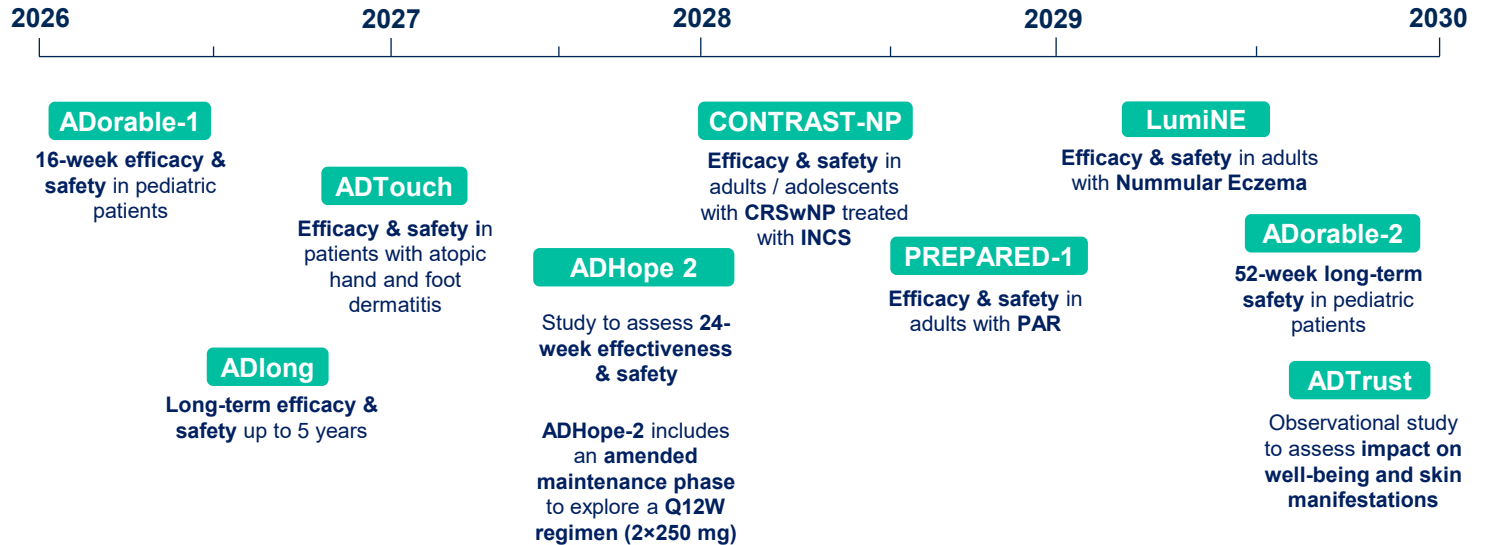 2026
2027
2028
2029
2030
ADorable-1
16-week efficacy &
safety in pediatric
patients
ADTouch
Efficacy & safety in
patients with atopic
hand and foot
dermatitis
ADlong
Long-term efficacy &
safety up to 5 years
ADHope 2
Study to assess 24-
week effectiveness
& safety
ADHope-2 includes
an amended
maintenance phase
to explore a Q12W
regimen (2×250 mg)
CONTRAST-NP
Efficacy & safety in
adults / adolescents
with CRSwNP treated
with INCS
PREPARED-1
Efficacy & safety in
adults with PAR
LumiNE
Efficacy & safety in adults
with Nummular Eczema
ADorable-2
52-week long-term
safety in pediatric
patients
ADTrust
Observational study
to assess impact on
well-being and skin
manifestations